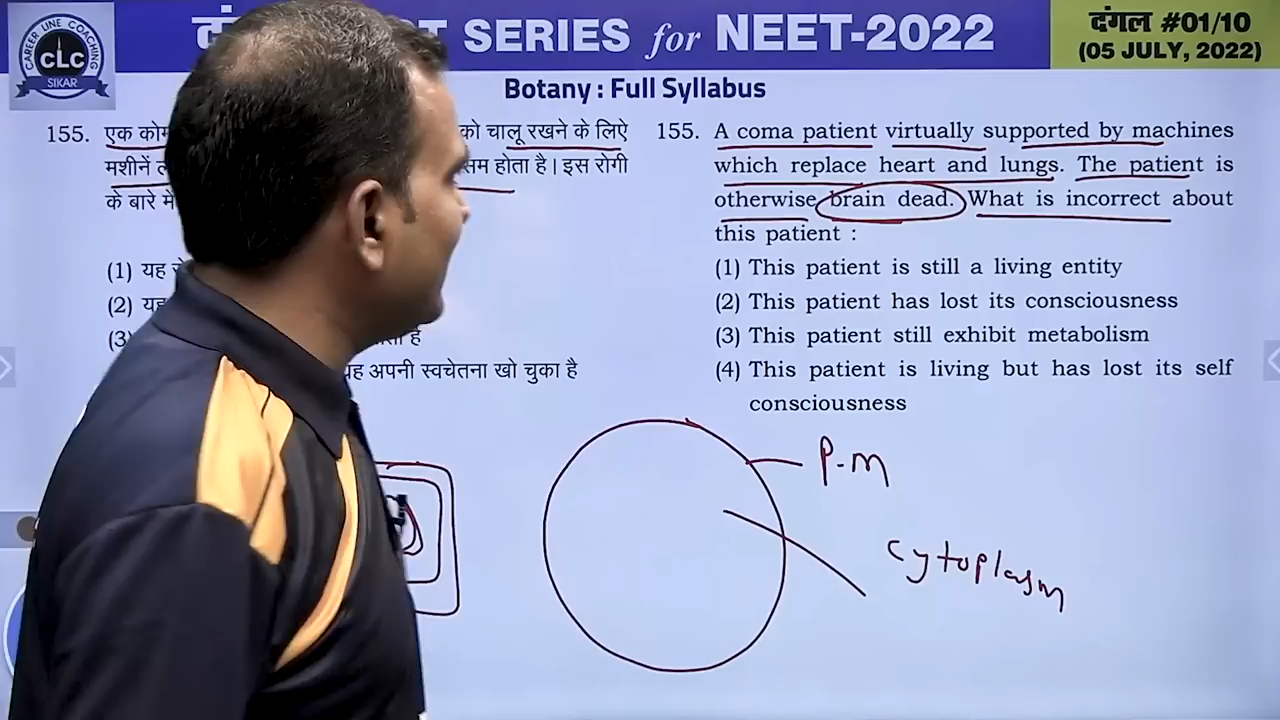 CAREER LINE COACHING
CLC
SIKAR
ST SERIES for NEET-2022
दंगल #01/10
(05 JULY, 2022)
Botany : Full Syllabus
155. एक को चालू रखने के लिऐ
मशीनें होता है। इस रोगी
के बारे
(1) यह
(2)
(3) है
अपनी स्वचेतना खो चुका है
155. A coma patient virtually supported by machines
which replace heart and lungs. The patient is
otherwise brain dead. What is incorrect about
this patient :
(1) This patient is still a living entity
(2) This patient has lost its consciousness
(3) This patient still exhibit metabolism
(4) This patient is living but has lost its self
consciousness
P.M
cytoplasm